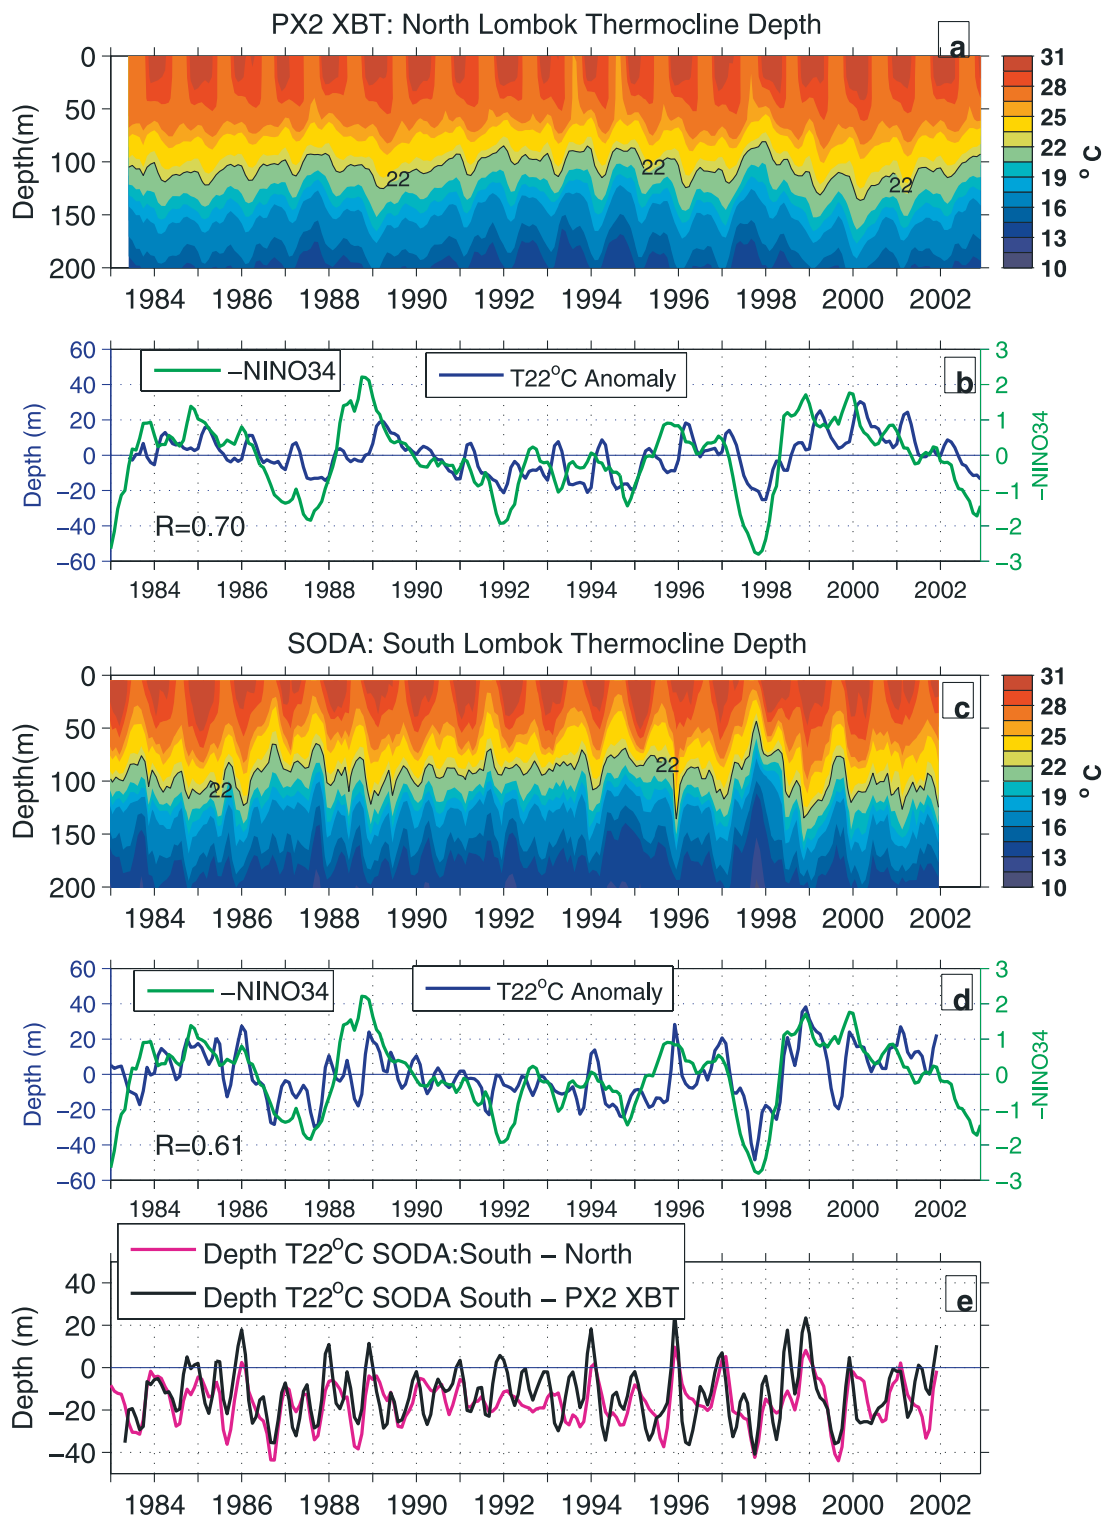 PX2 XBT: North Lombok Thermocline Depth
a
0
50
100
150
200
Depth(m)
22
22
22
31
28
25
22
19
16
13
10
°C
1984 1986 1988 1990 1992 1994 1996 1998 2000 2002
–NINO34
T22°C Anomaly
b
60
40
20
0
–20
–40
–60
Depth (m)
3
2
1
0
–1
–2
–3
–NINO34
R=0.70
1984 1986 1988 1990 1992 1994 1996 1998 2000 2002
SODA: South Lombok Thermocline Depth
c
0
50
100
150
200
Depth(m)
22
22
31
28
25
22
19
16
13
10
°C
1984 1986 1988 1990 1992 1994 1996 1998 2000 2002
–NINO34
T22°C Anomaly
d
60
40
20
0
–20
–40
–60
Depth (m)
3
2
1
0
–1
–2
–3
–NINO34
R=0.61
1984 1986 1988 1990 1992 1994 1996 1998 2000 2002
Depth T22°C SODA:South – North
Depth T22°C SODA South – PX2 XBT
e
40
20
0
–20
–40
Depth (m)
1984 1986 1988 1990 1992 1994 1996 1998 2000 2002